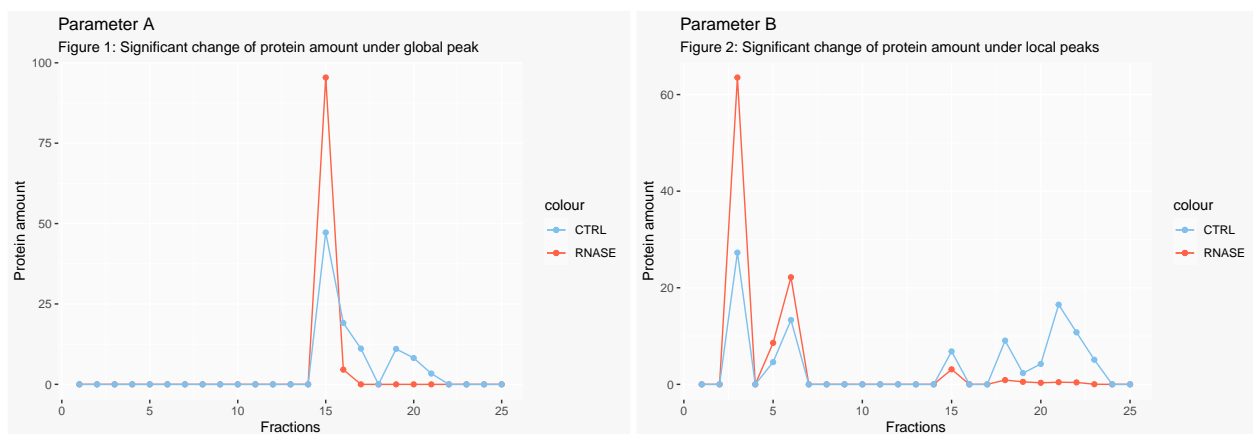 Parameter A
Figure 1: Significant change of protein amount under global peak
100
75
50
25
0
Protein amount
0 5 10 15 20 25
Fractions
colour
CTRL
RNASE
Parameter B
Figure 2: Significant change of protein amount under local peaks
60
40
20
0
Protein amount
0 5 10 15 20 25
Fractions
colour
CTRL
RNASE